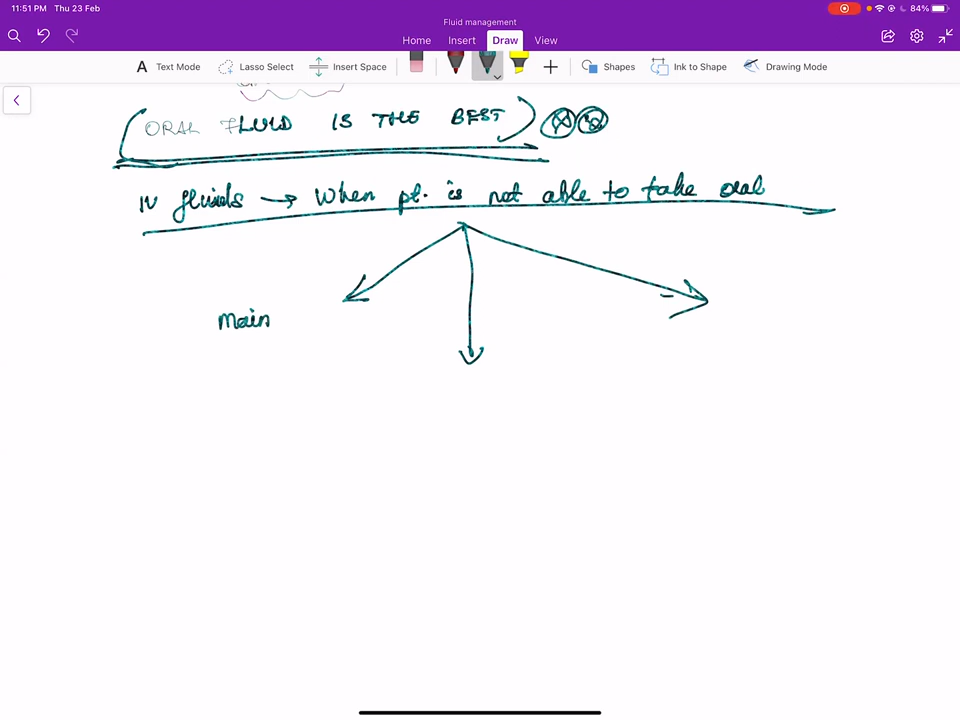 11:51 PM Thu 23 Feb
84%
Fluid management
Home Insert Draw View
A Text Mode Lasso Select Insert Space Shapes Ink to Shape Drawing Mode
(ORAL FLUID IS THE BEST)
IV fluids → When pt. is not able to take oral
Main